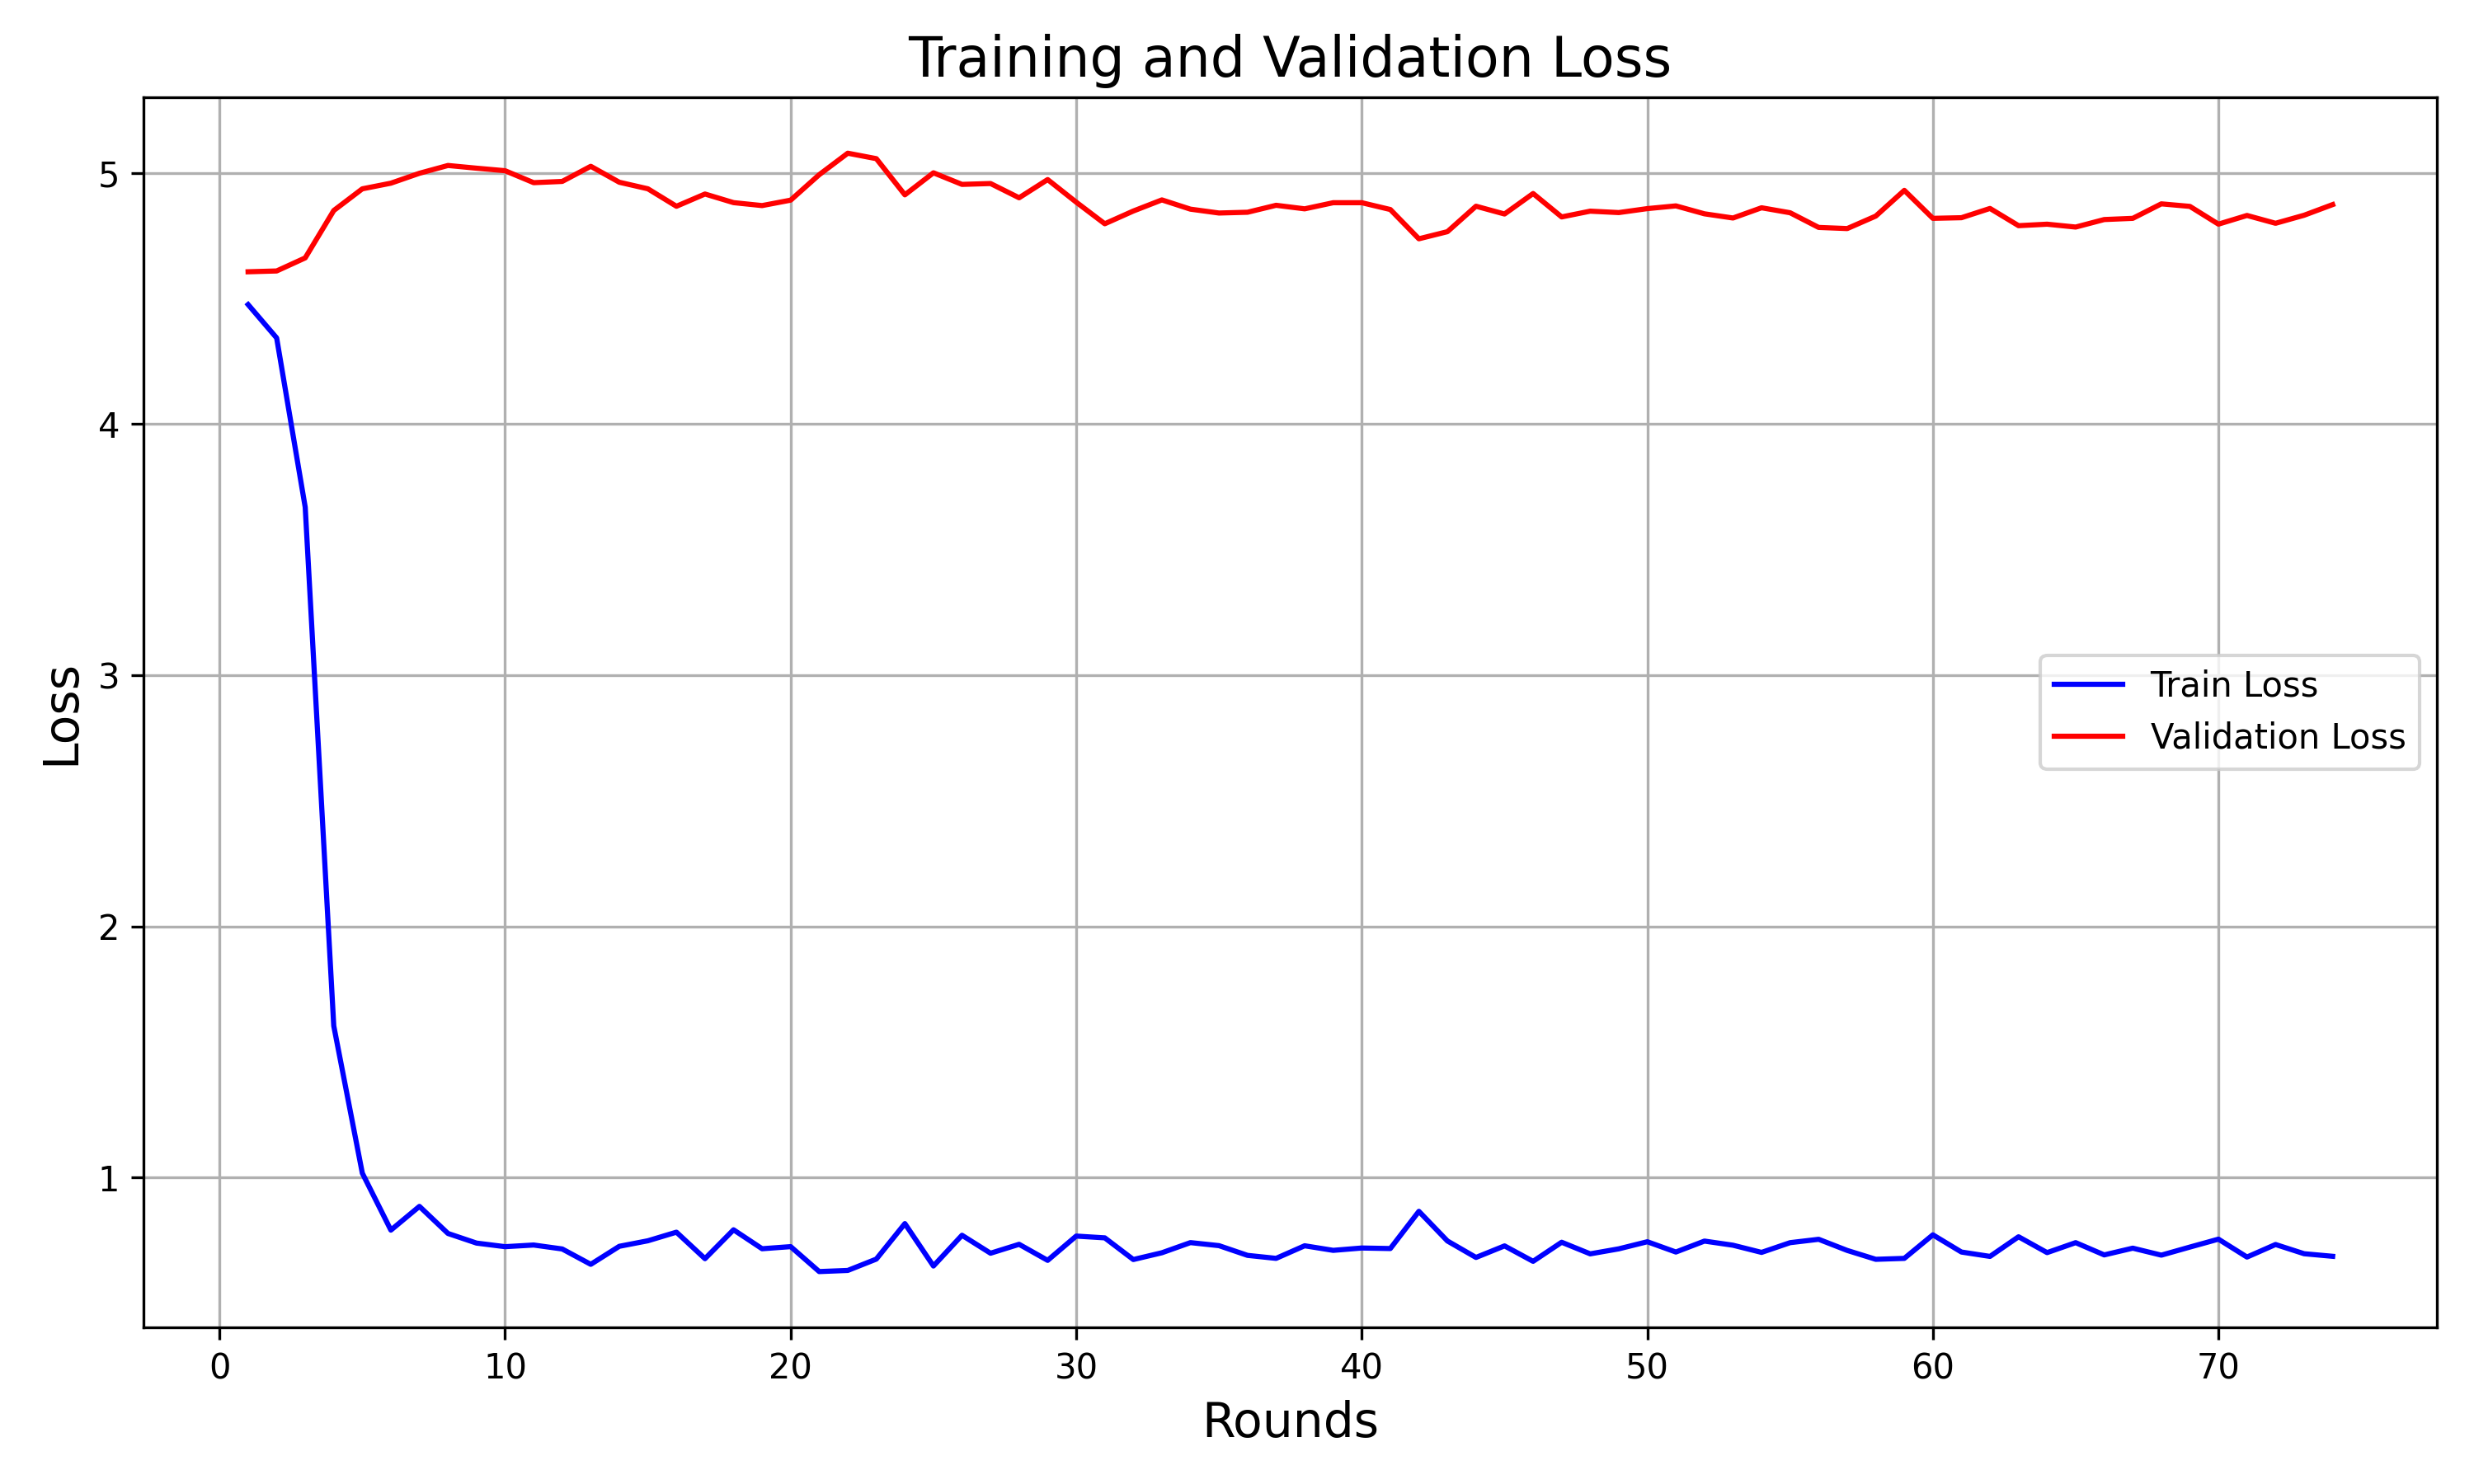 Training and Validation Loss
5
4
3
2
1
Loss
Train Loss
Validation Loss
0 10 20 30 40 50 60 70
Rounds